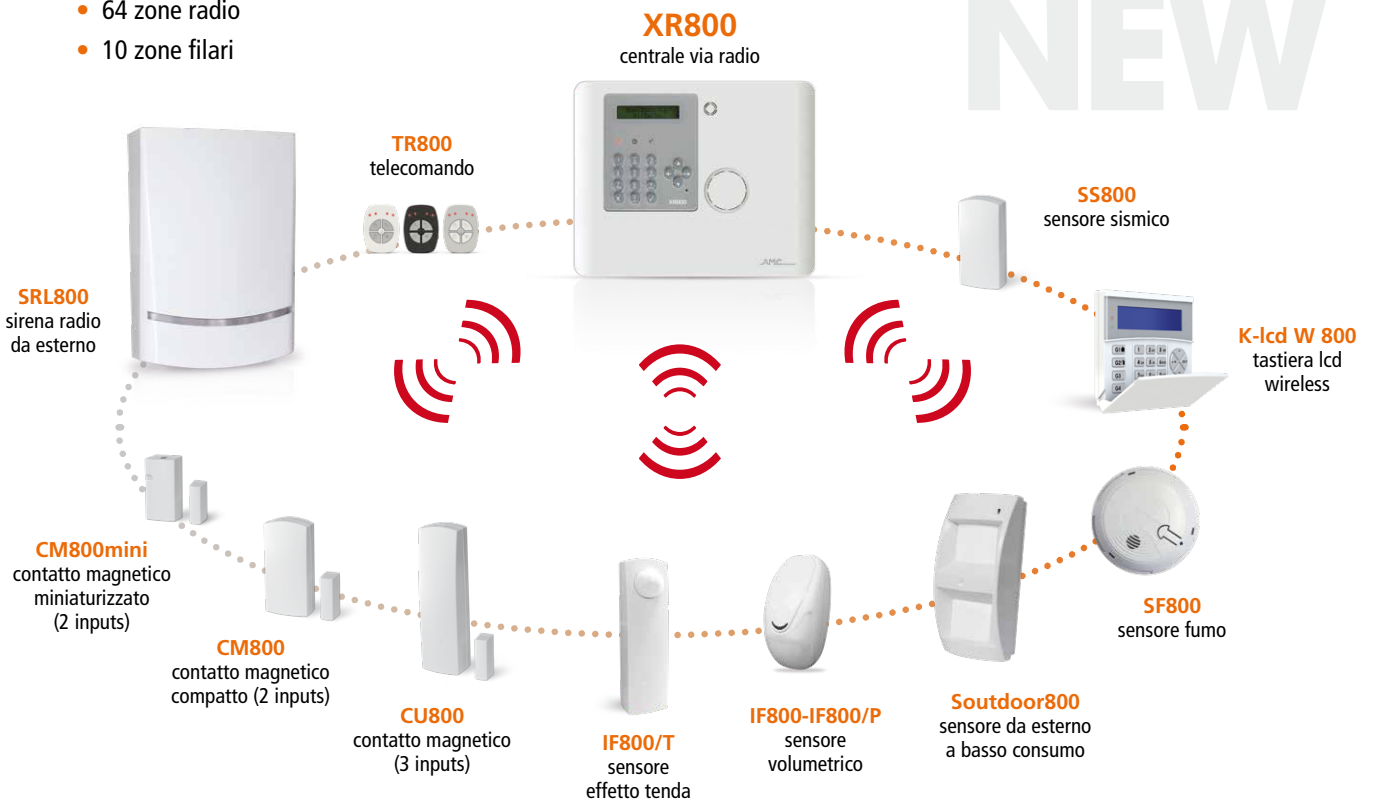 • 64 zone radio
• 10 zone filari
XR800
centrale via radio
NEW
TR800
telecomando
SS800
sensore sismico
SRL800
sirena radio
da esterno
AMC
K-lcd W 800
tastiera lcd
wireless
CM800mini
contatto magnetico
miniaturizzato
(2 inputs)
CM800
contatto magnetico
compatto (2 inputs)
CU800
contatto magnetico
(3 inputs)
IF800/T
sensore
effetto tenda
IF800-IF800/P
sensore
volumetrico
Soutdoor800
sensore da esterno
a basso consumo
SF800
sensore fumo